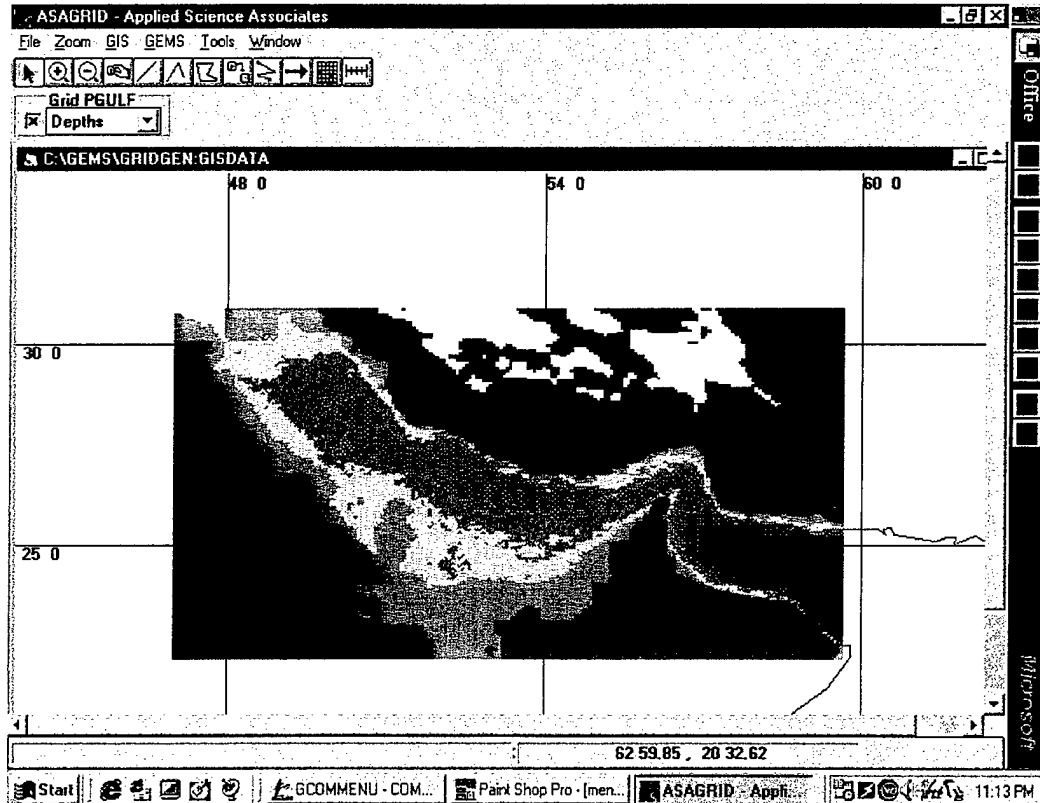 ASAGRID - Applied Science Associates
File Zoom GIS GEMS Tools Window
Grid PGULF
Depths
C:\GEMS\GRIDGEN:GISDATA
48 0 54 0 60 0
30 0
25 0
62 59.85 , 20 32.62
Start GCOMMENU - COM... Paint Shop Pro - [men... ASAGRID - Appli... 11:13 PM
Office
Microsoft